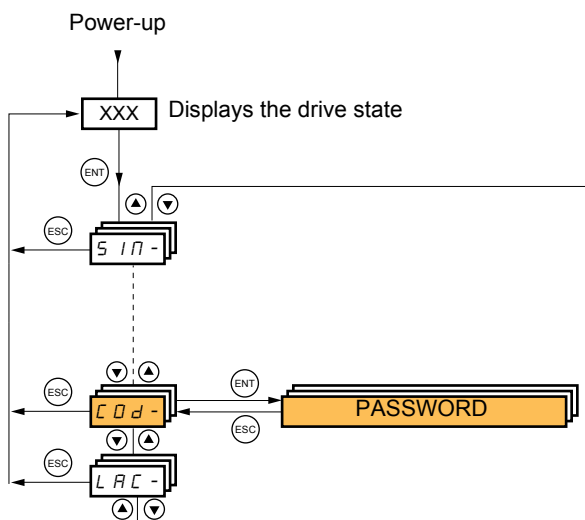 Power-up
XXX Displays the drive state
ENT
ESC
SIM-
ESC
COd-
ENT
ESC
PASSWORD
ESC
LAC-